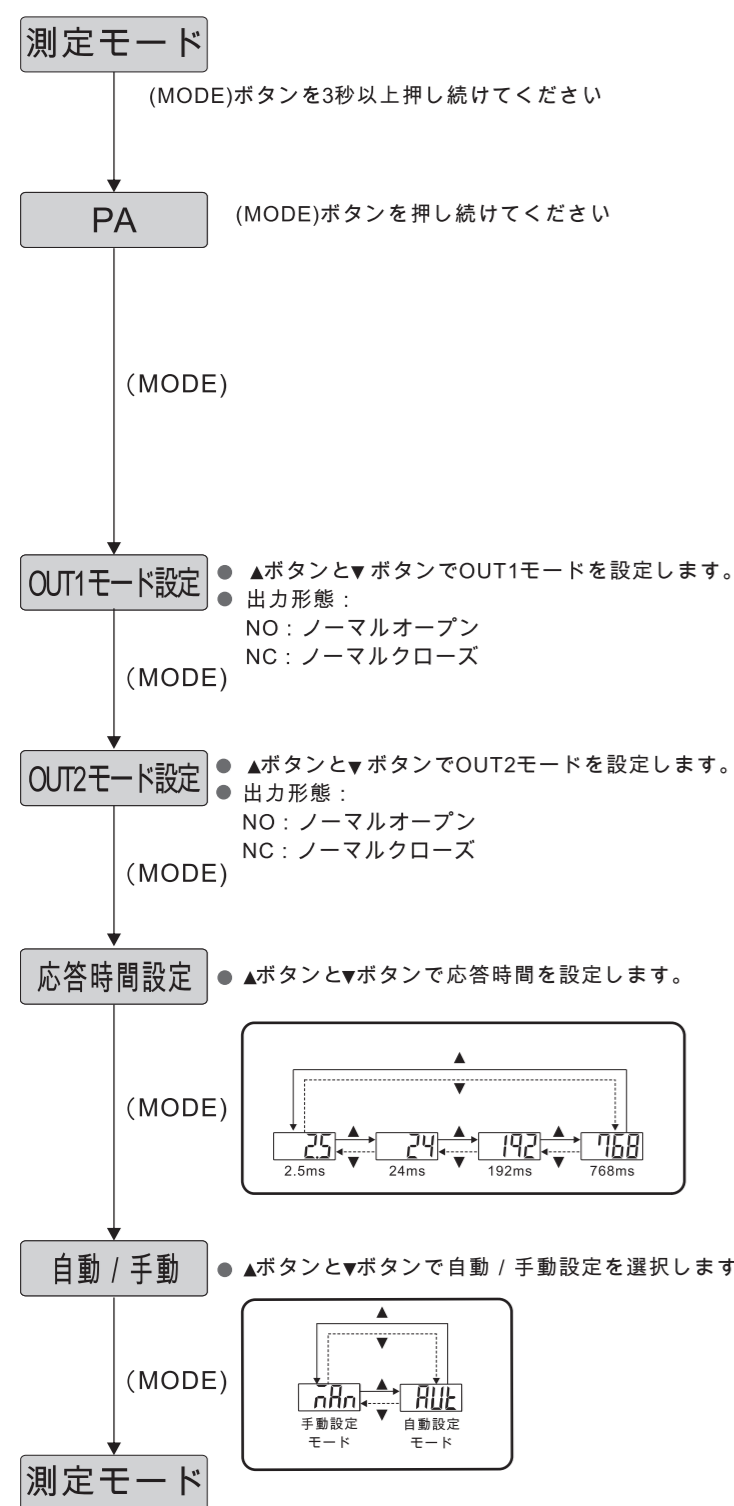 測定モード
(MODE)ボタンを3秒以上押し続けてください
PA
(MODE)ボタンを押し続けてください
(MODE)
OUT1モード設定
● ▲ボタンと▼ボタンでOUT1モードを設定します。
● 出力形態：
NO：ノーマルオープン
NC：ノーマルクローズ
(MODE)
OUT2モード設定
● ▲ボタンと▼ボタンでOUT2モードを設定します。
● 出力形態：
NO：ノーマルオープン
NC：ノーマルクローズ
(MODE)
応答時間設定
● ▲ボタンと▼ボタンで応答時間を設定します。
(MODE)
▲
▼
2.5 ▲▼ 24 ▲▼ 192 ▲▼ 768
2.5ms 24ms 192ms 768ms
自動 / 手動
● ▲ボタンと▼ボタンで自動 / 手動設定を選択します
(MODE)
▲
▼
nAn ▲▼ AUt
手動設定 自動設定
モード モード
測定モード